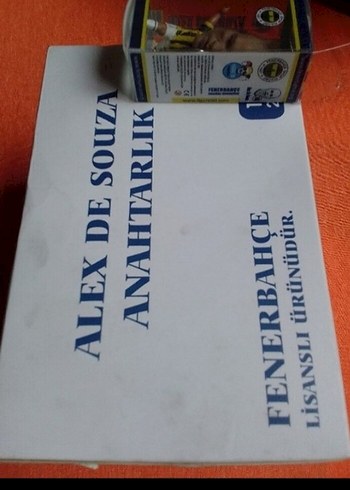 ALEX DE SOUZA
ANAHTARLIK
FENERBAHÇE
LİSANSLI ÜRÜNÜDÜR.
FENERBAHÇE